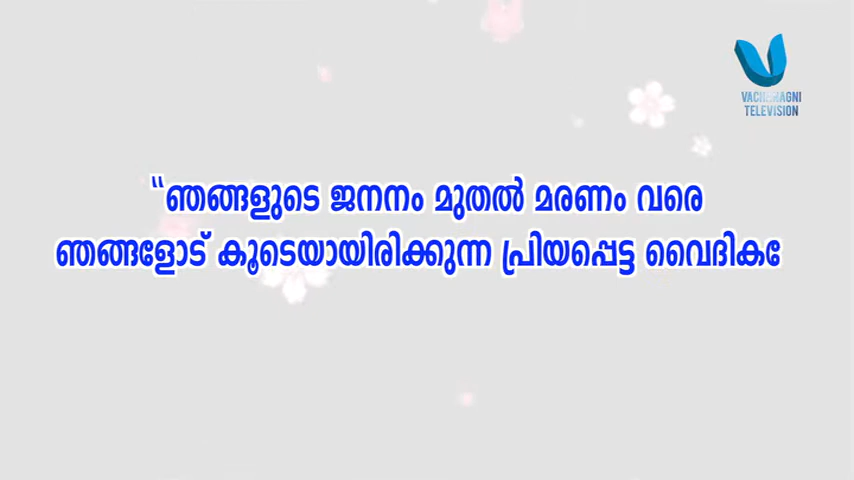 VACHANAGNI
TELEVISION
“ഞങ്ങളുടെ ജനനം മുതൽ മരണം വരെ
ഞങ്ങളോട് കൂടെയായിരിക്കുന്ന പ്രിയപ്പെട്ട വൈദികരേ